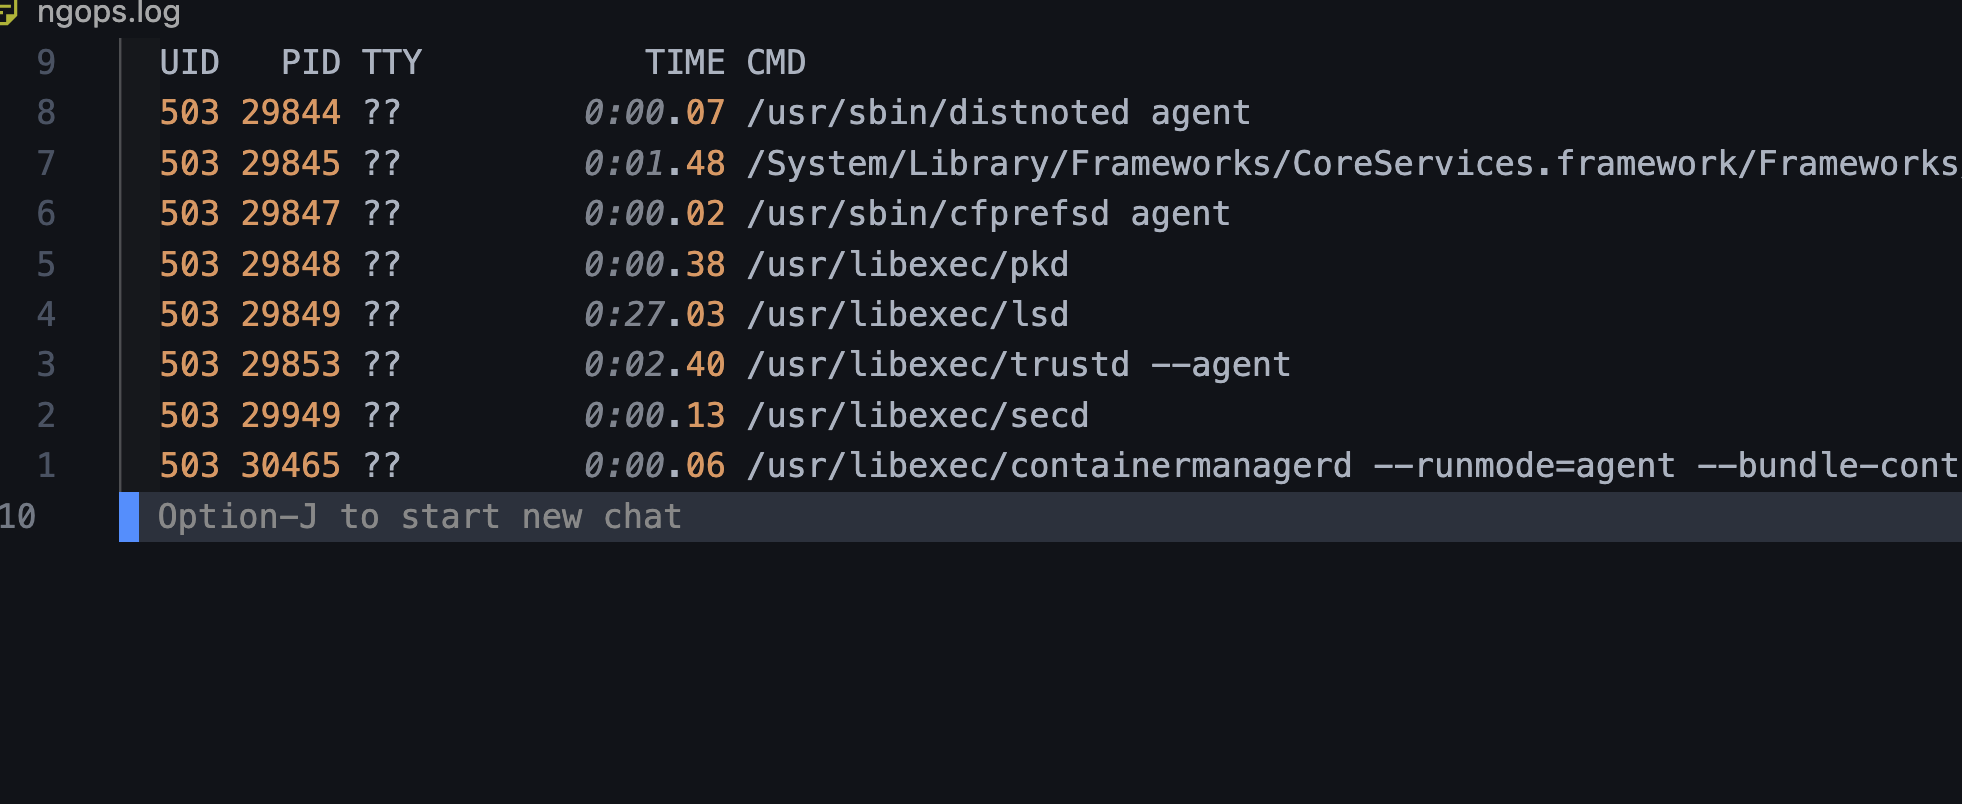 ngops.log
9 UID PID TTY TIME CMD
8 503 29844 ?? 0:00.07 /usr/sbin/distnoted agent
7 503 29845 ?? 0:01.48 /System/Library/Frameworks/CoreServices.framework/Frameworks
6 503 29847 ?? 0:00.02 /usr/sbin/cfprefsd agent
5 503 29848 ?? 0:00.38 /usr/libexec/pkd
4 503 29849 ?? 0:27.03 /usr/libexec/lsd
3 503 29853 ?? 0:02.40 /usr/libexec/trustd --agent
2 503 29949 ?? 0:00.13 /usr/libexec/secd
1 503 30465 ?? 0:00.06 /usr/libexec/containermanagerd --runmode=agent --bundle-cont
10 Option-J to start new chat